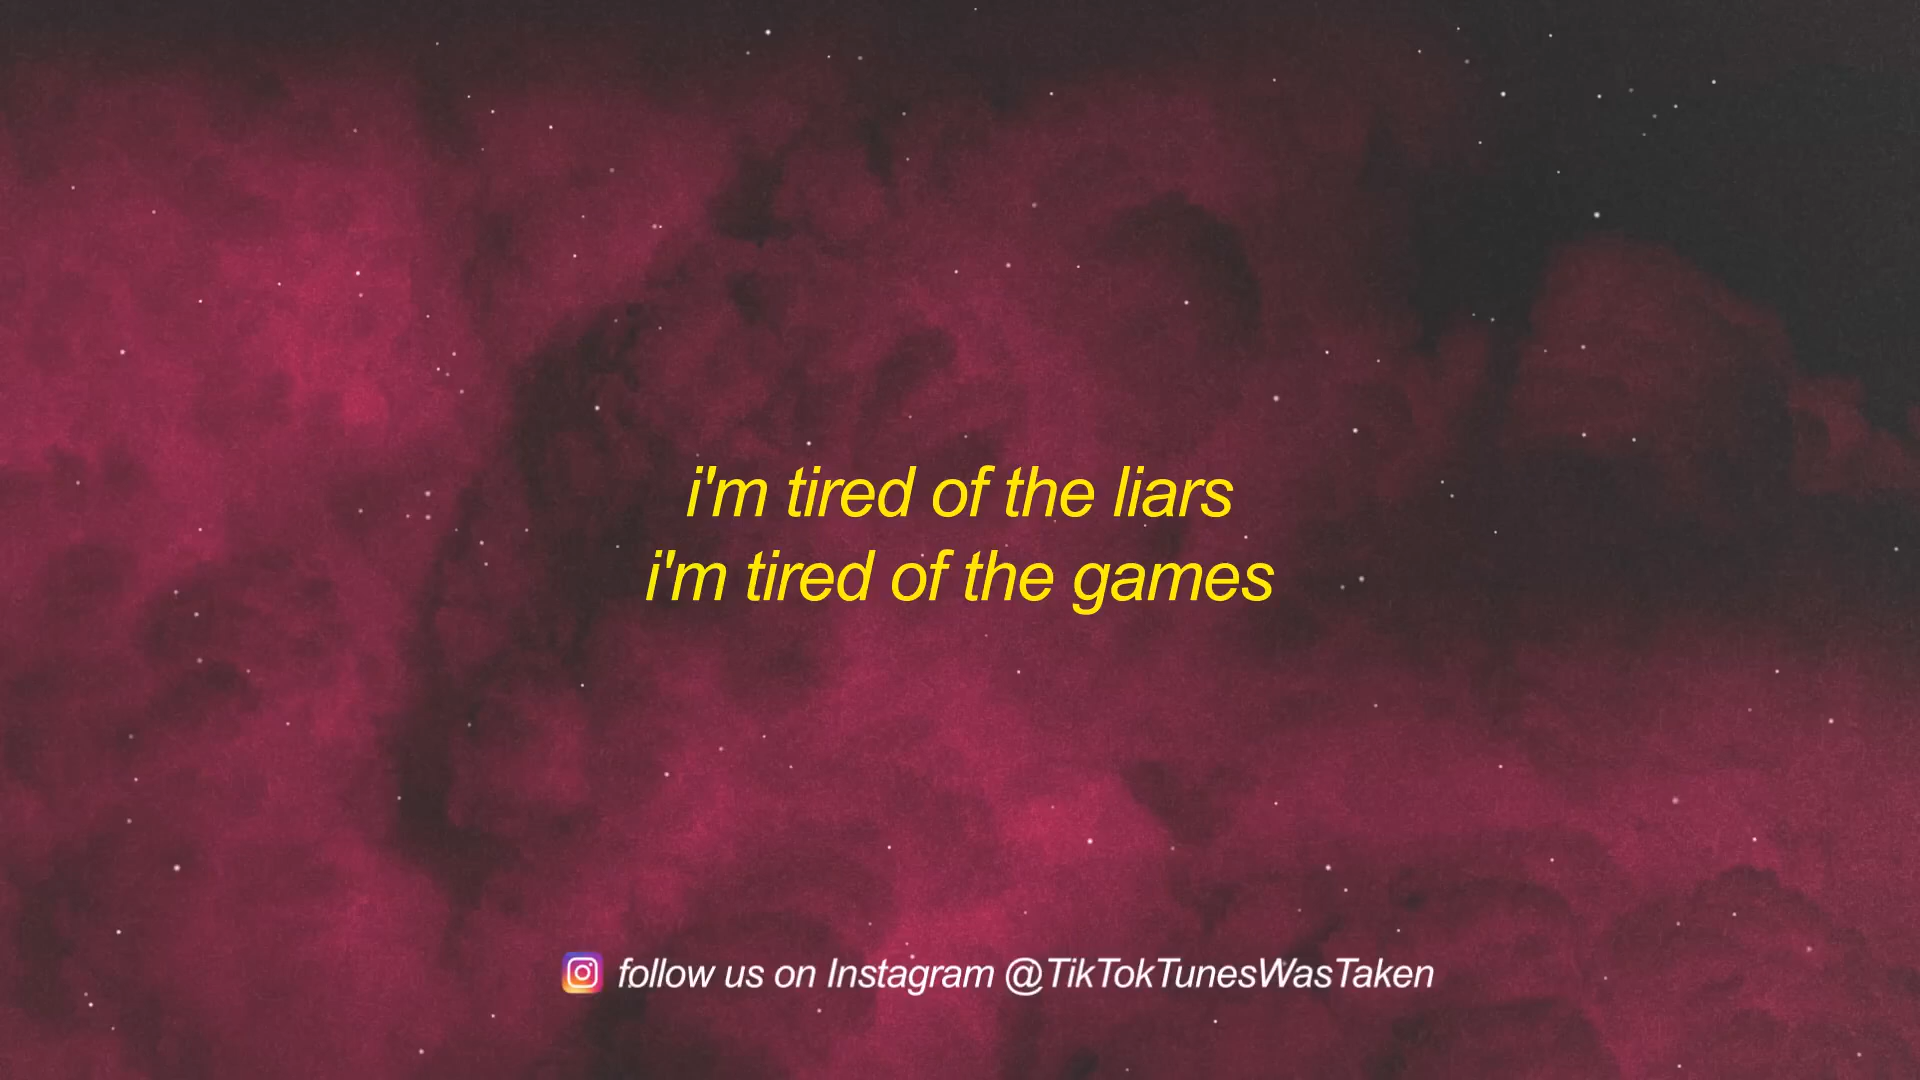 i'm tired of the liars
i'm tired of the games
follow us on Instagram @TikTokTunesWasTaken